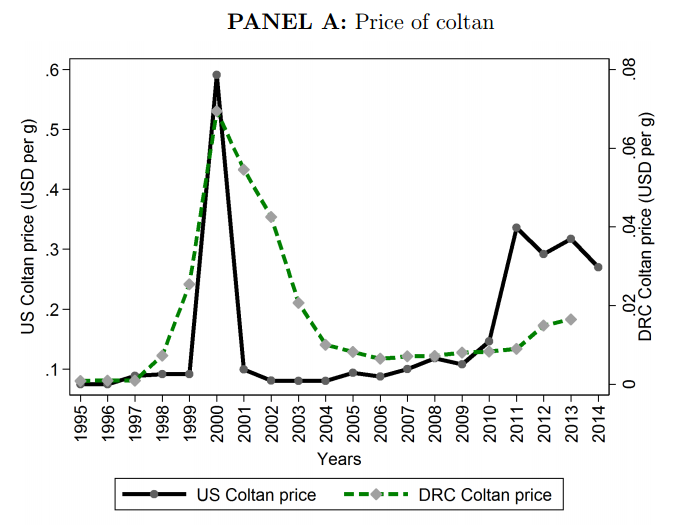 PANEL A: Price of coltan
US Coltan price (USD per g)
.6
.5
.4
.3
.2
.1
DRC Coltan price (USD per g)
.08
.06
.04
.02
0
1995 1996 1997 1998 1999 2000 2001 2002 2003 2004 2005 2006 2007 2008 2009 2010 2011 2012 2013 2014
Years
US Coltan price DRC Coltan price